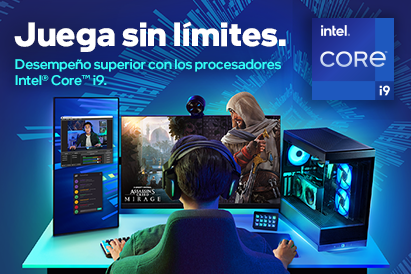 Juega sin límites.
Desempeño superior con los procesadores
Intel® Core™ i9.
intel.
CORE
i9
ASSASSIN'S CREED
MIRAGE